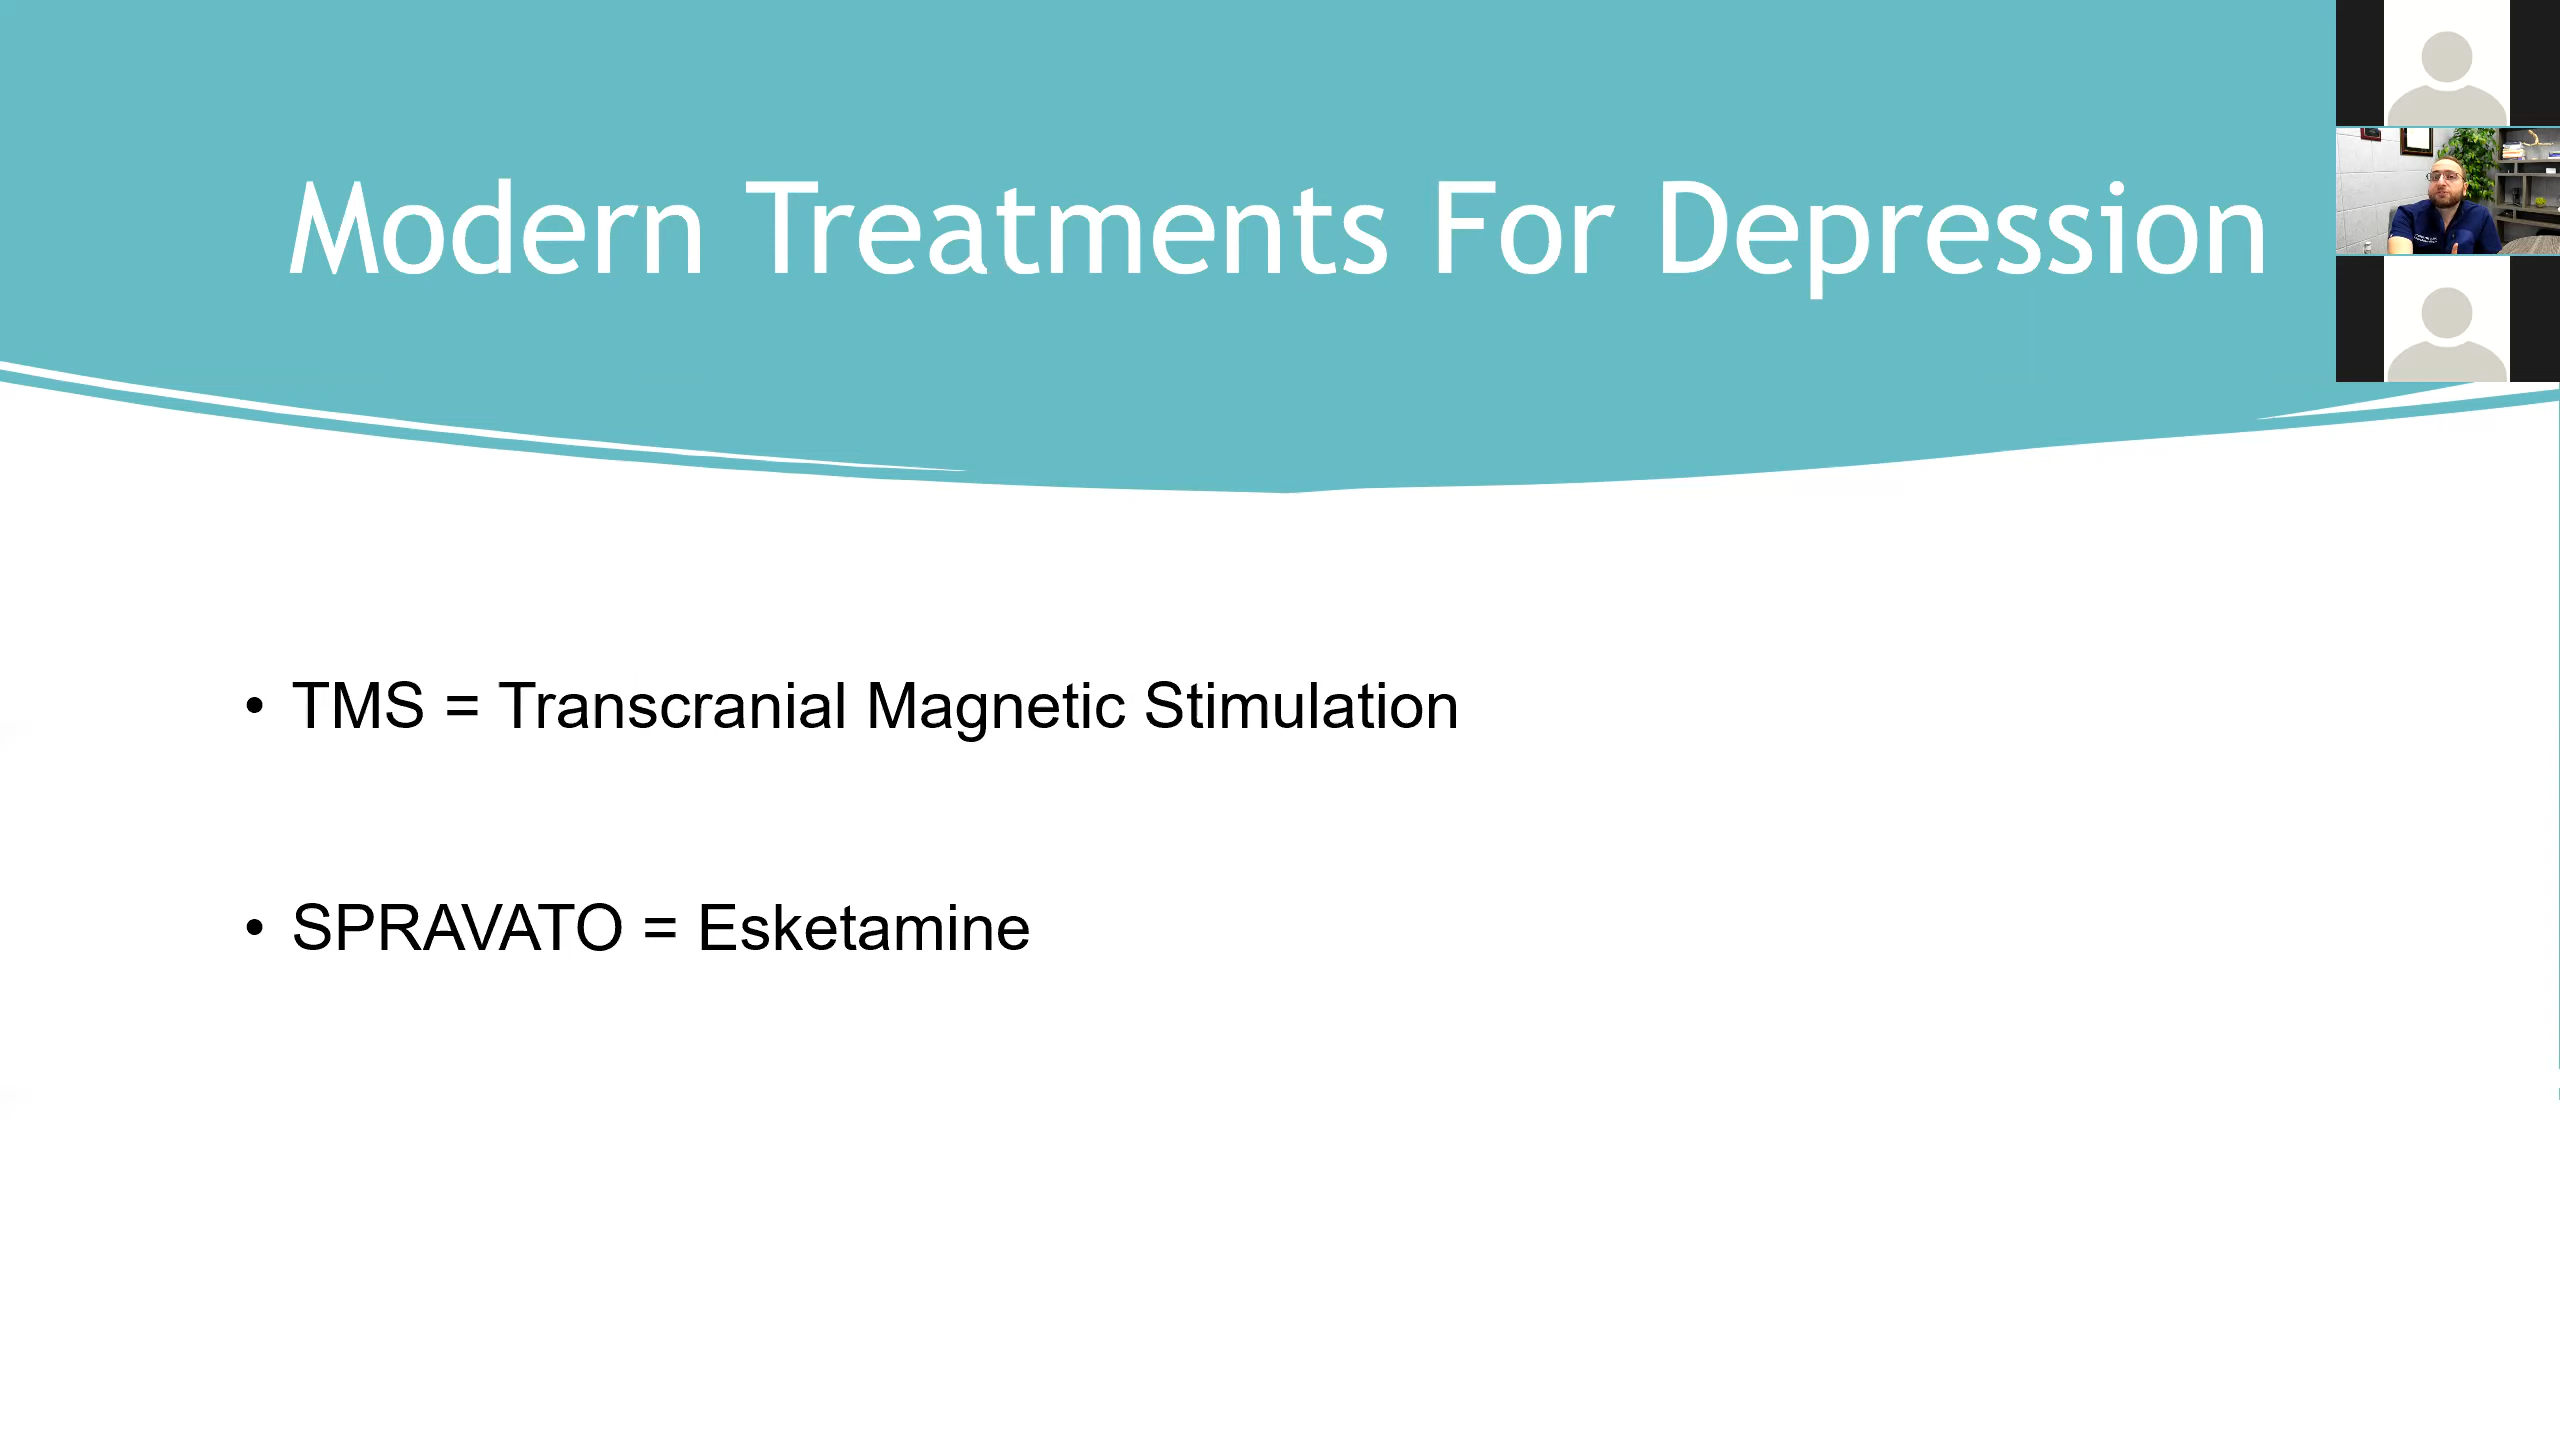 Modern Treatments For Depression
• TMS = Transcranial Magnetic Stimulation
• SPRAVATO = Esketamine